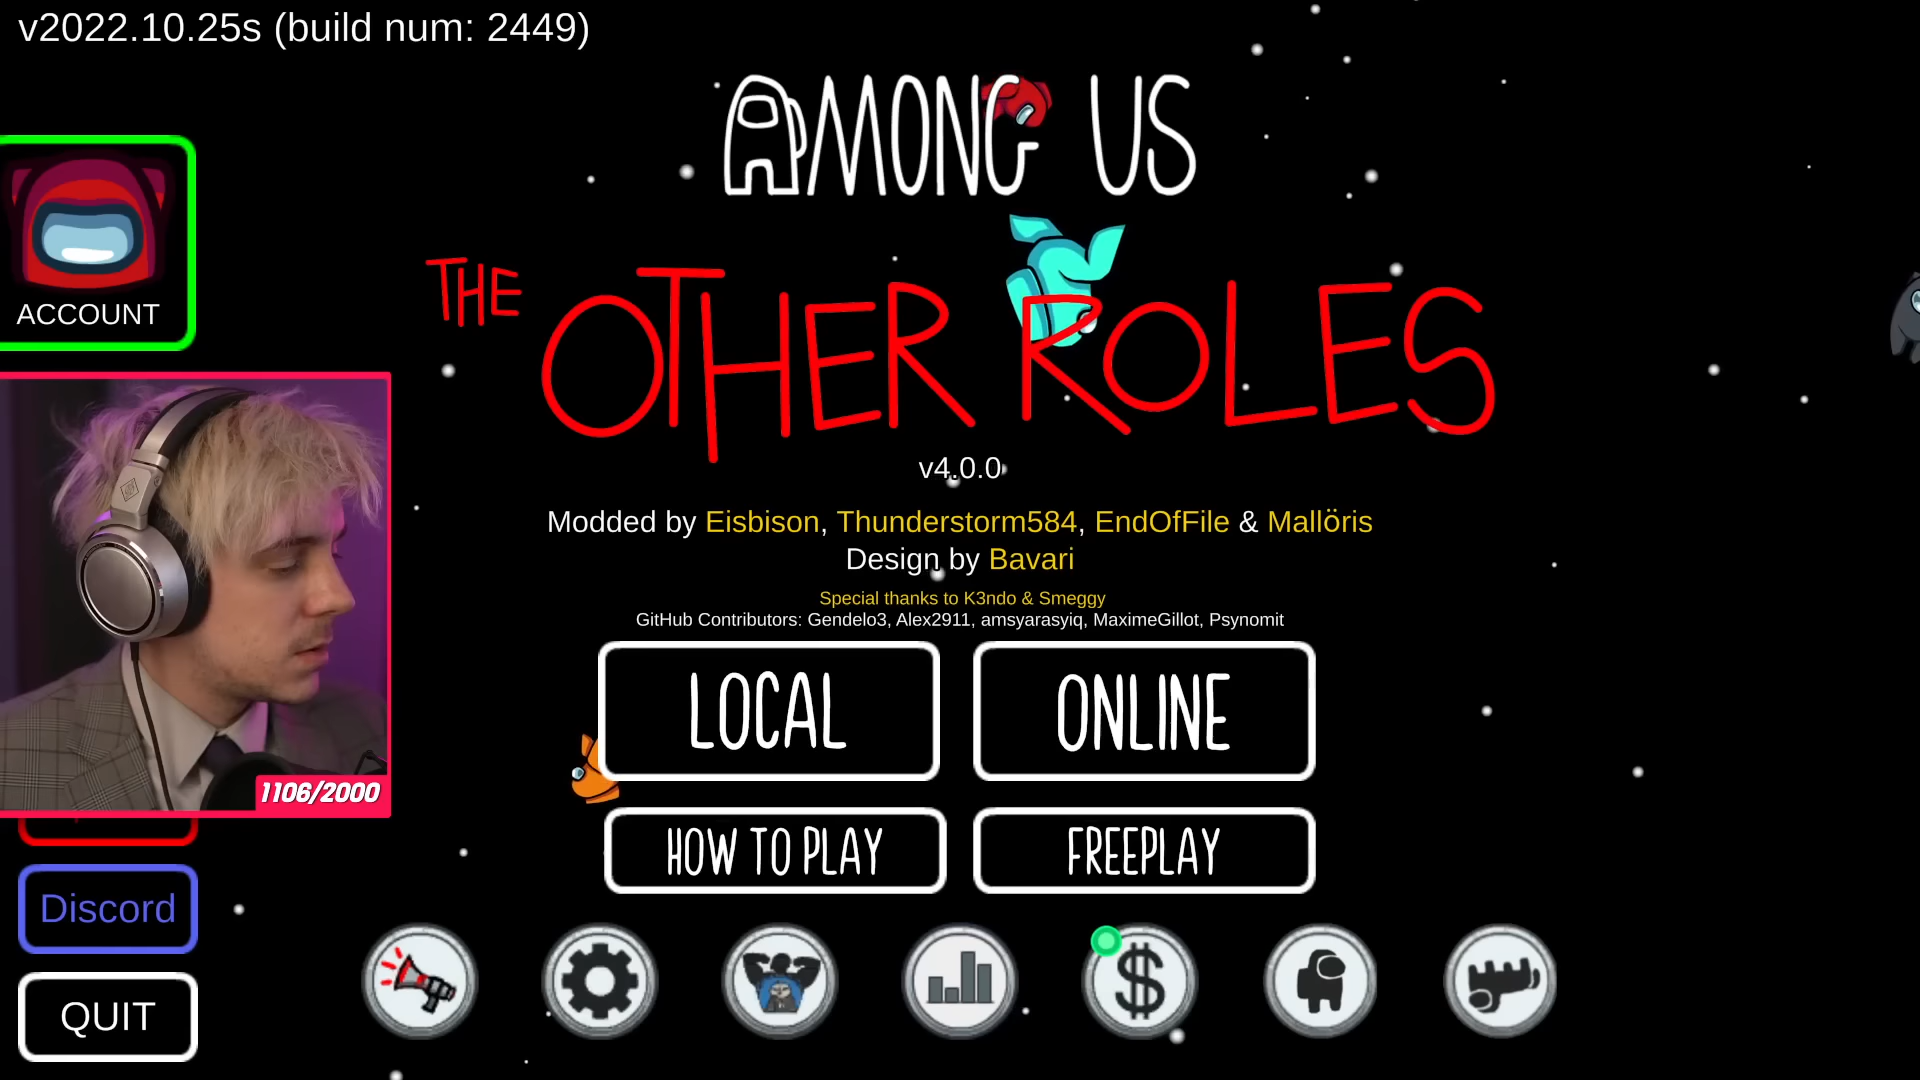 v2022.10.25s (build num: 2449)
AMONG US
THE OTHER ROLES
v4.0.0
Modded by Eisbison, Thunderstorm584, EndOfFile & Mallöris
Design by Bavari
Special thanks to K3ndo & Smeggy
GitHub Contributors: Gendelo3, Alex2911, amsyarasyiq, MaximeGillot, Psynomit
ACCOUNT
1106/2000
LOCAL
ONLINE
HOW TO PLAY
FREEPLAY
Discord
QUIT
$